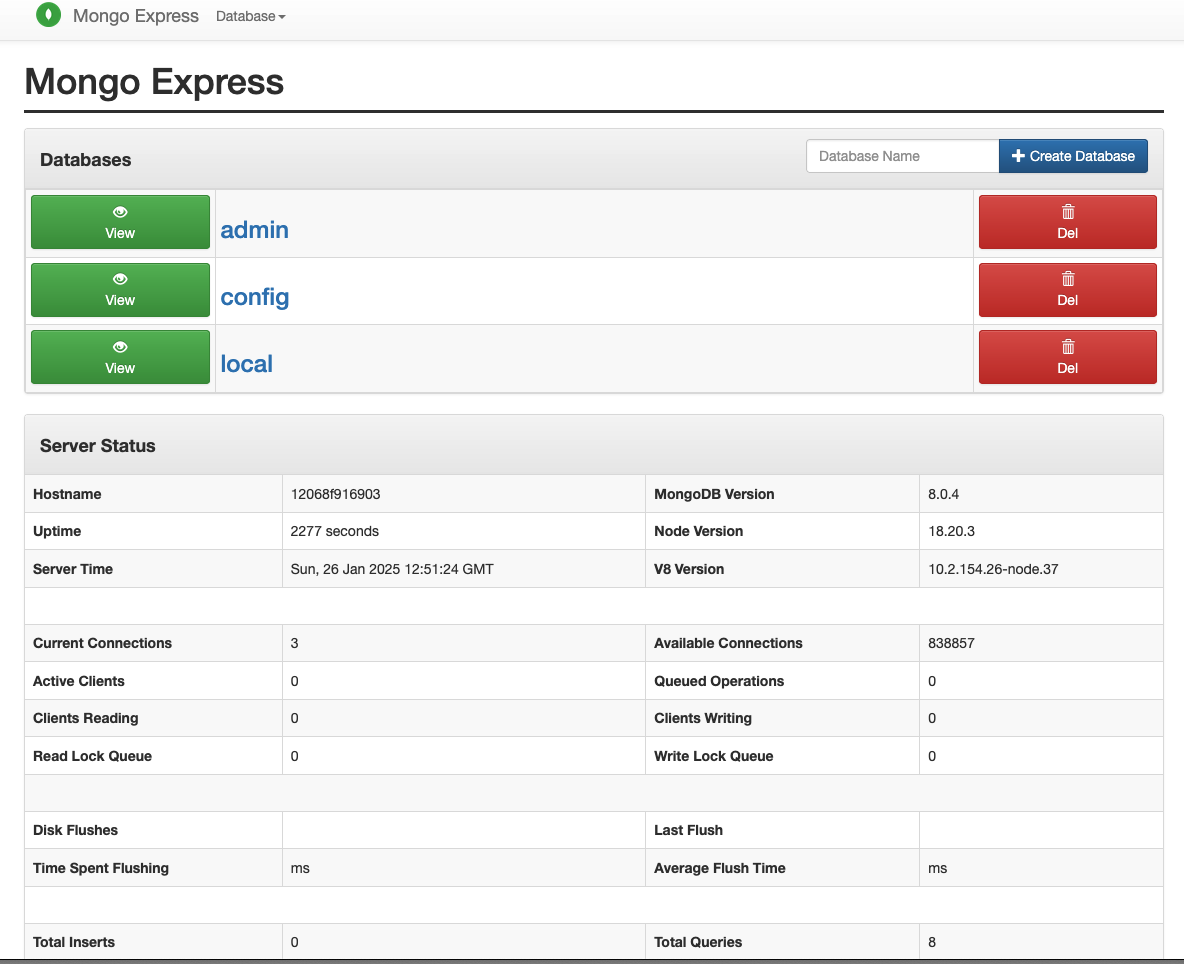 Mongo Express Database
Mongo Express
Databases Database Name Create Database
View admin Del
View config Del
View local Del
Server Status
Hostname 12068f916903 MongoDB Version 8.0.4
Uptime 2277 seconds Node Version 18.20.3
Server Time Sun, 26 Jan 2025 12:51:24 GMT V8 Version 10.2.154.26-node.37
Current Connections 3 Available Connections 838857
Active Clients 0 Queued Operations 0
Clients Reading 0 Clients Writing 0
Read Lock Queue 0 Write Lock Queue 0
Disk Flushes Last Flush
Time Spent Flushing ms Average Flush Time ms
Total Inserts 0 Total Queries 8